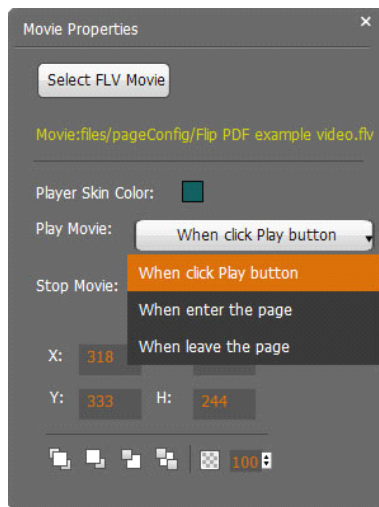 Movie Properties
×
Select FLV Movie
Movie:files/pageConfig/Flip PDF example video.flv
Player Skin Color:
Play Movie:
When click Play button
Stop Movie:
When click Play button
When enter the page
When leave the page
X: 318
Y: 333 H: 244
100